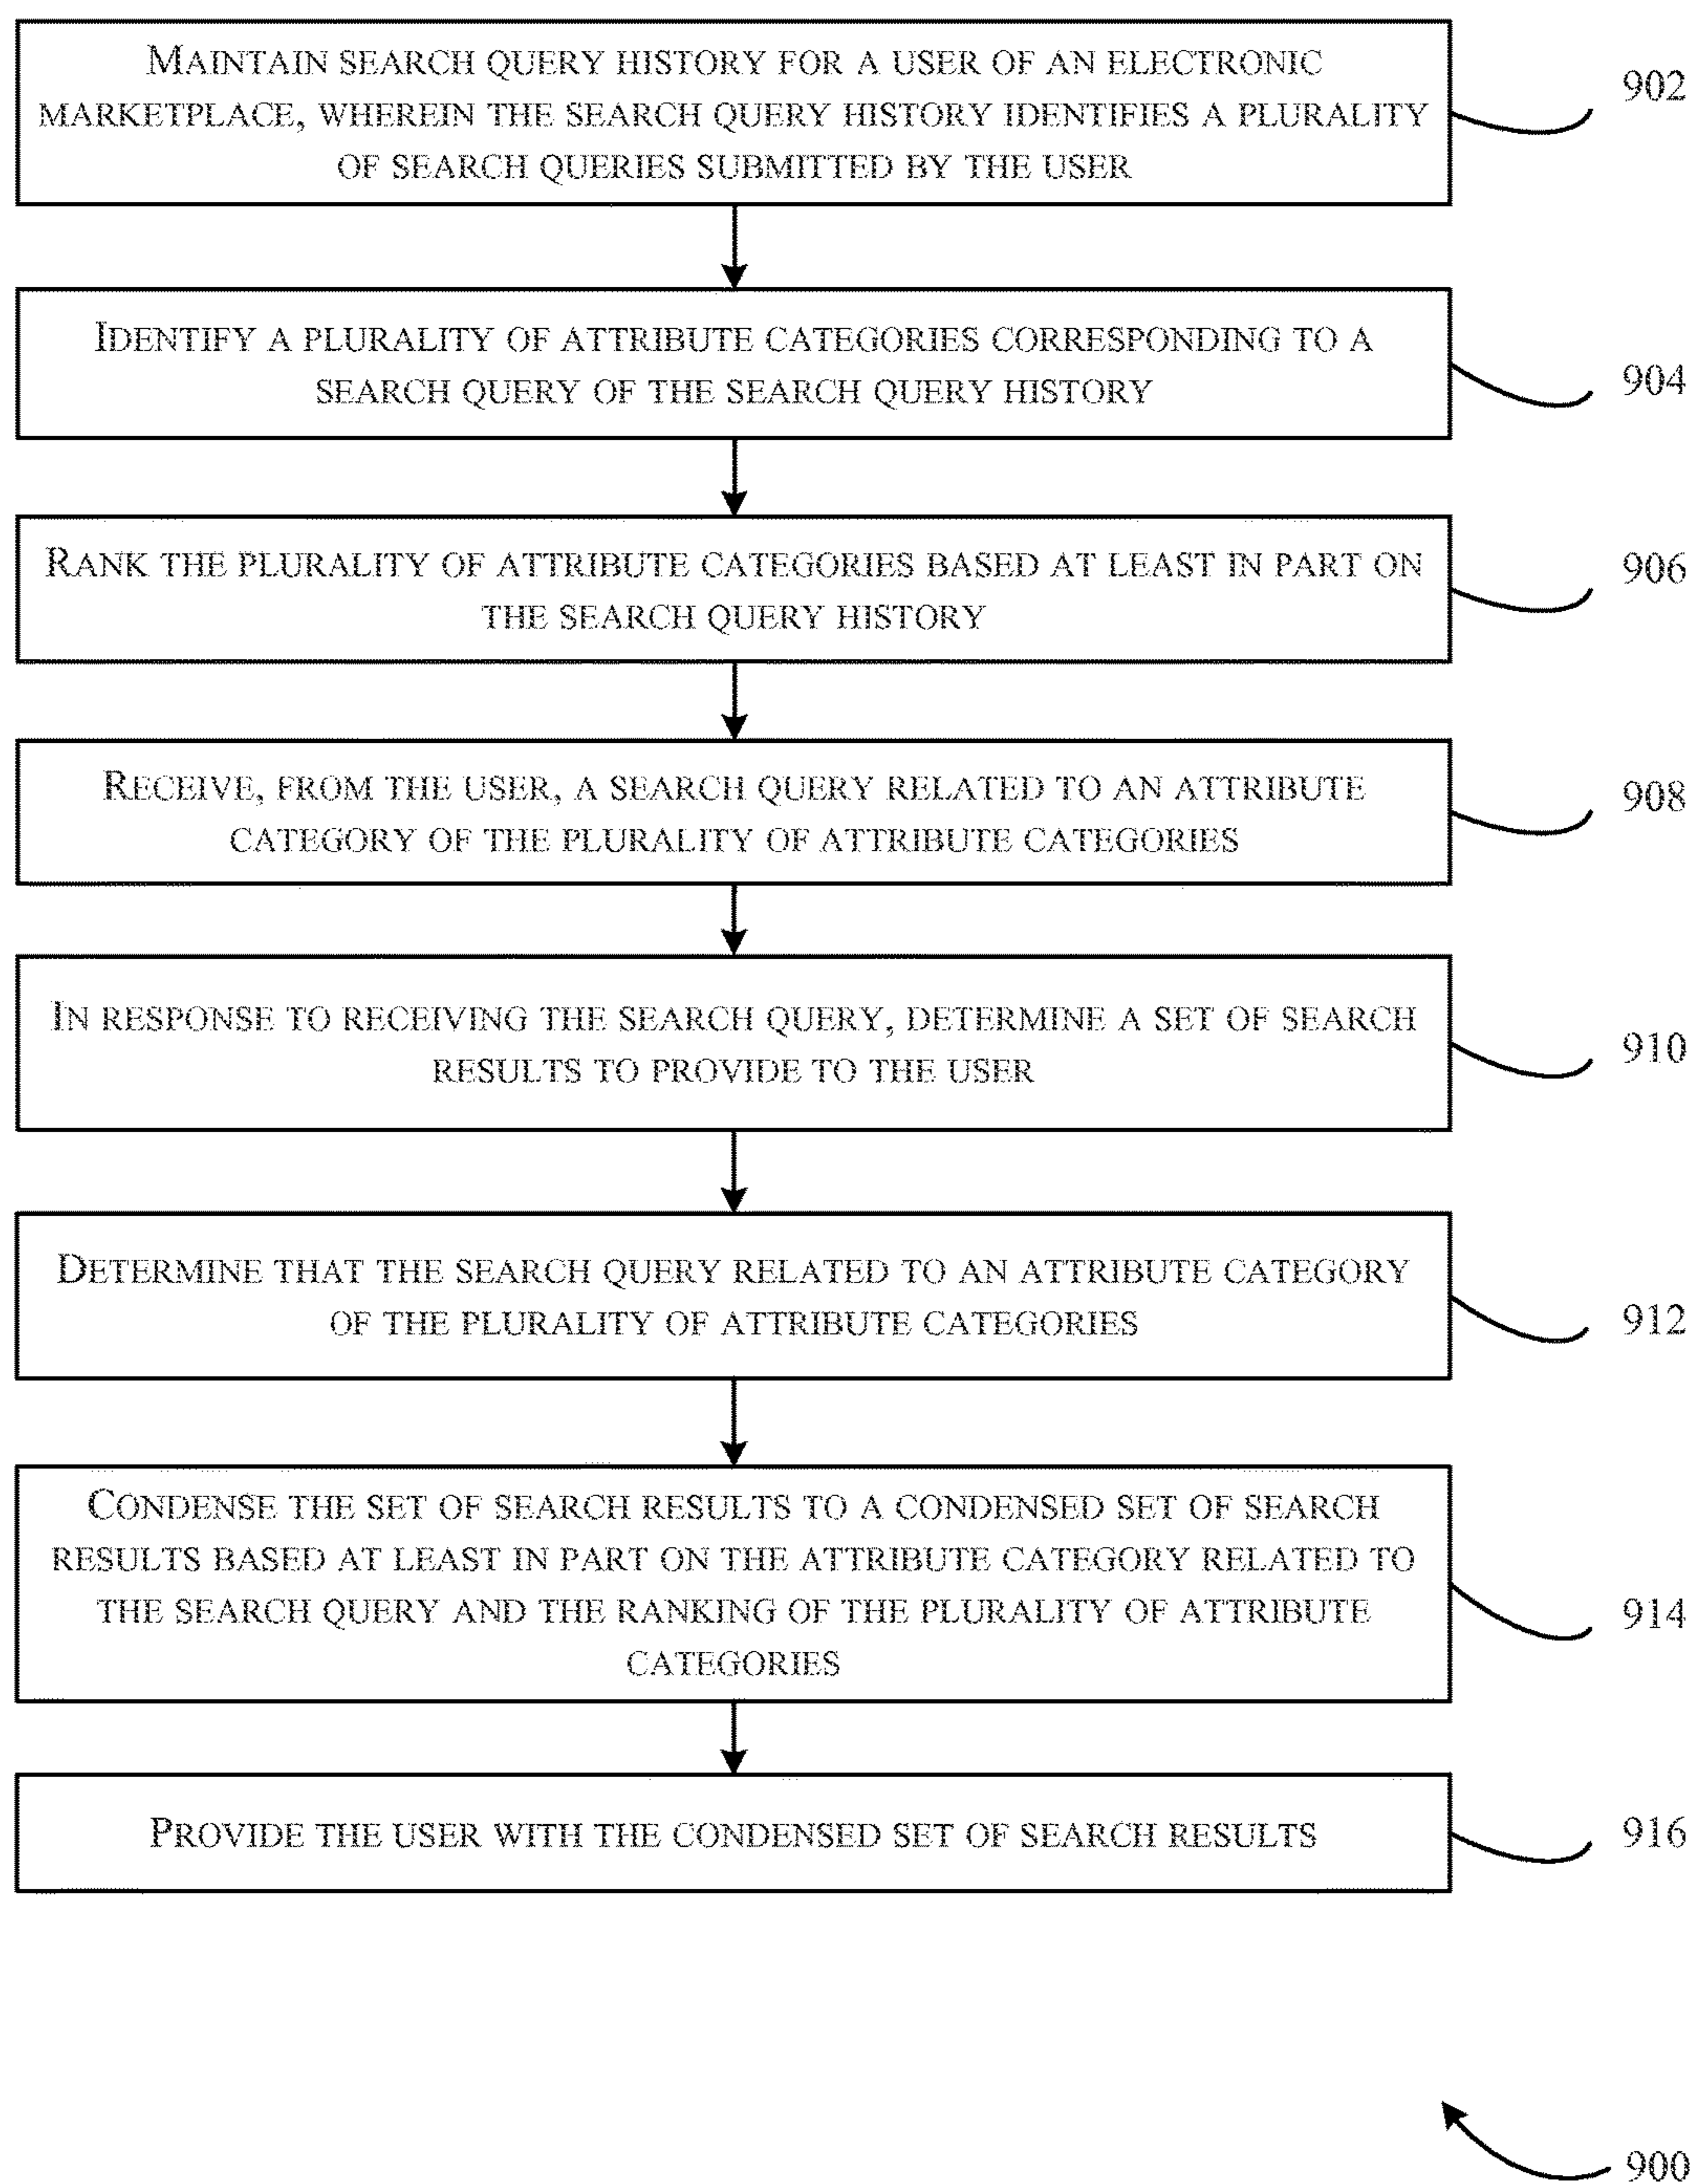 MAINTAIN SEARCH QUERY HISTORY FOR A USER OF AN ELECTRONIC
MARKETPLACE, WHEREIN THE SEARCH QUERY HISTORY IDENTIFIES A PLURALITY
OF SEARCH QUERIES SUBMITTED BY THE USER
902
IDENTIFY A PLURALITY OF ATTRIBUTE CATEGORIES CORRESPONDING TO A
SEARCH QUERY OF THE SEARCH QUERY HISTORY
904
RANK THE PLURALITY OF ATTRIBUTE CATEGORIES BASED AT LEAST IN PART ON
THE SEARCH QUERY HISTORY
906
RECEIVE, FROM THE USER, A SEARCH QUERY RELATED TO AN ATTRIBUTE
CATEGORY OF THE PLURALITY OF ATTRIBUTE CATEGORIES
908
IN RESPONSE TO RECEIVING THE SEARCH QUERY, DETERMINE A SET OF SEARCH
RESULTS TO PROVIDE TO THE USER
910
DETERMINE THAT THE SEARCH QUERY RELATED TO AN ATTRIBUTE CATEGORY
OF THE PLURALITY OF ATTRIBUTE CATEGORIES
912
CONDENSE THE SET OF SEARCH RESULTS TO A CONDENSED SET OF SEARCH
RESULTS BASED AT LEAST IN PART ON THE ATTRIBUTE CATEGORY RELATED TO
THE SEARCH QUERY AND THE RANKING OF THE PLURALITY OF ATTRIBUTE
CATEGORIES
914
PROVIDE THE USER WITH THE CONDENSED SET OF SEARCH RESULTS
916
900